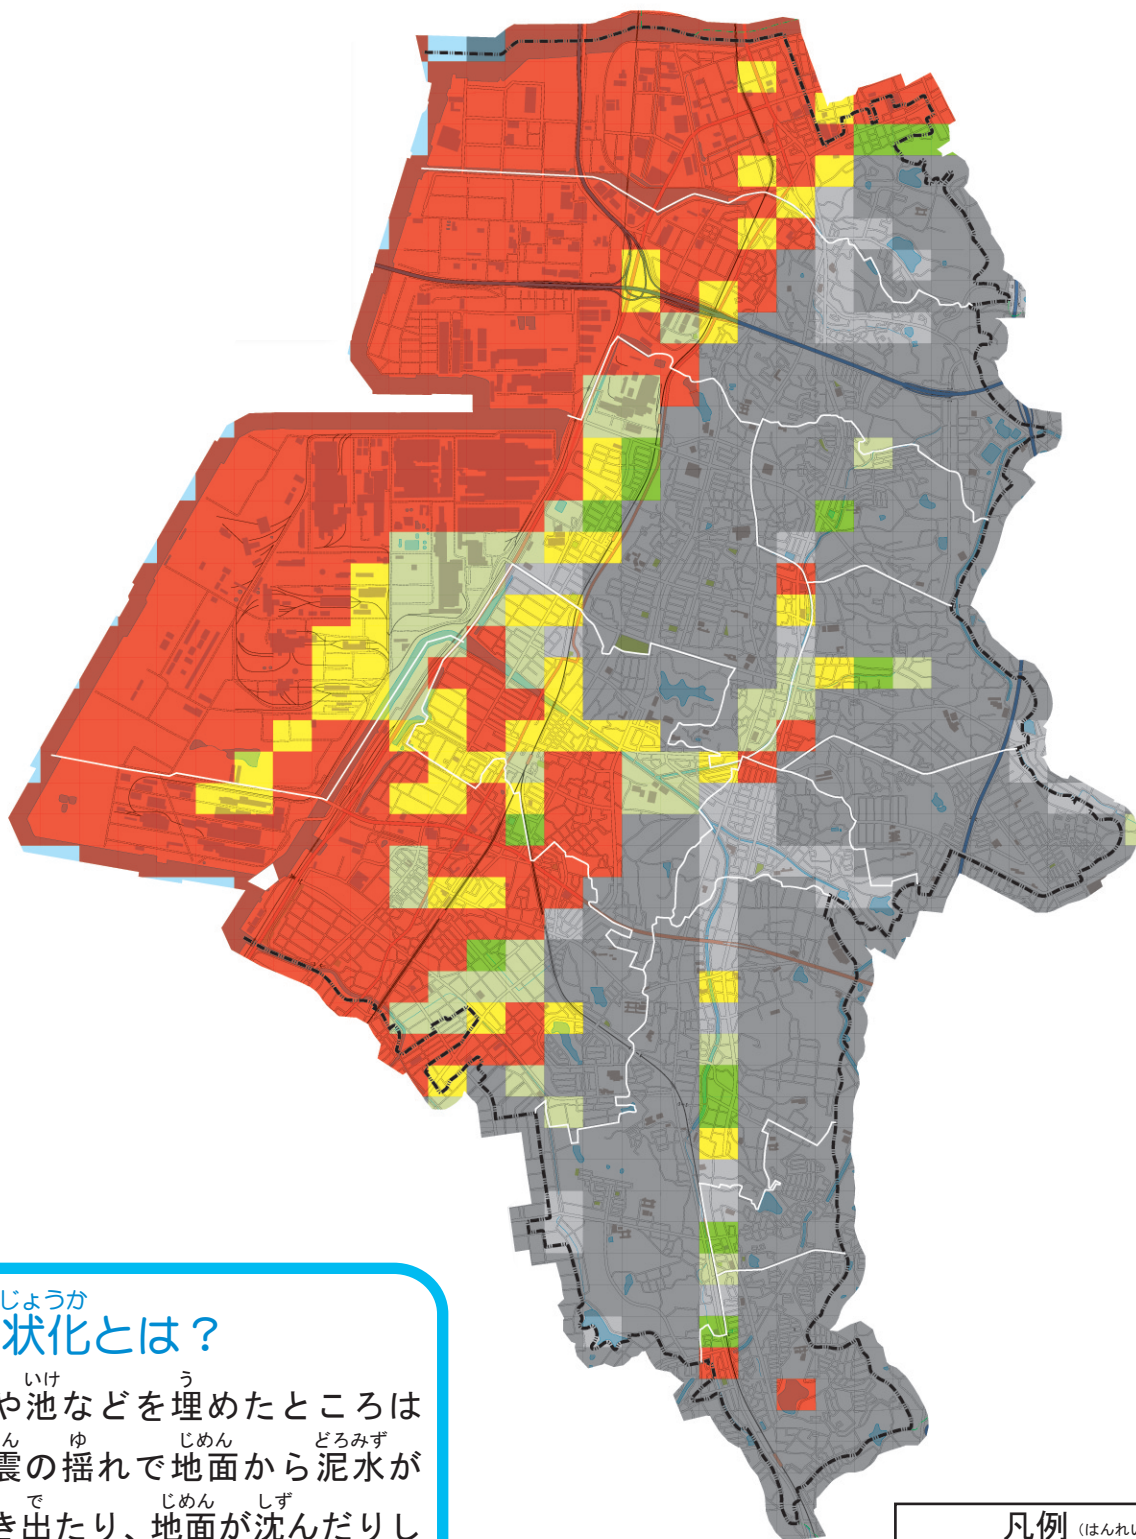 じょうか
状化とは？
いけ う
や池などを埋めたところは
ん ゆ じめん どろみず
震の揺れで地面から泥水が
で じめん しず
き出たり、地面が沈んだりし
凡例（はんれい